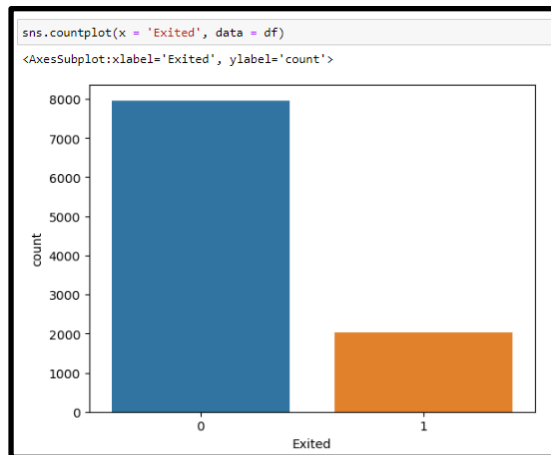 sns.countplot(x = 'Exited', data = df)
<AxesSubplot:xlabel='Exited', ylabel='count'>
8000
7000
6000
5000
4000
3000
2000
1000
0
count
0 1
Exited